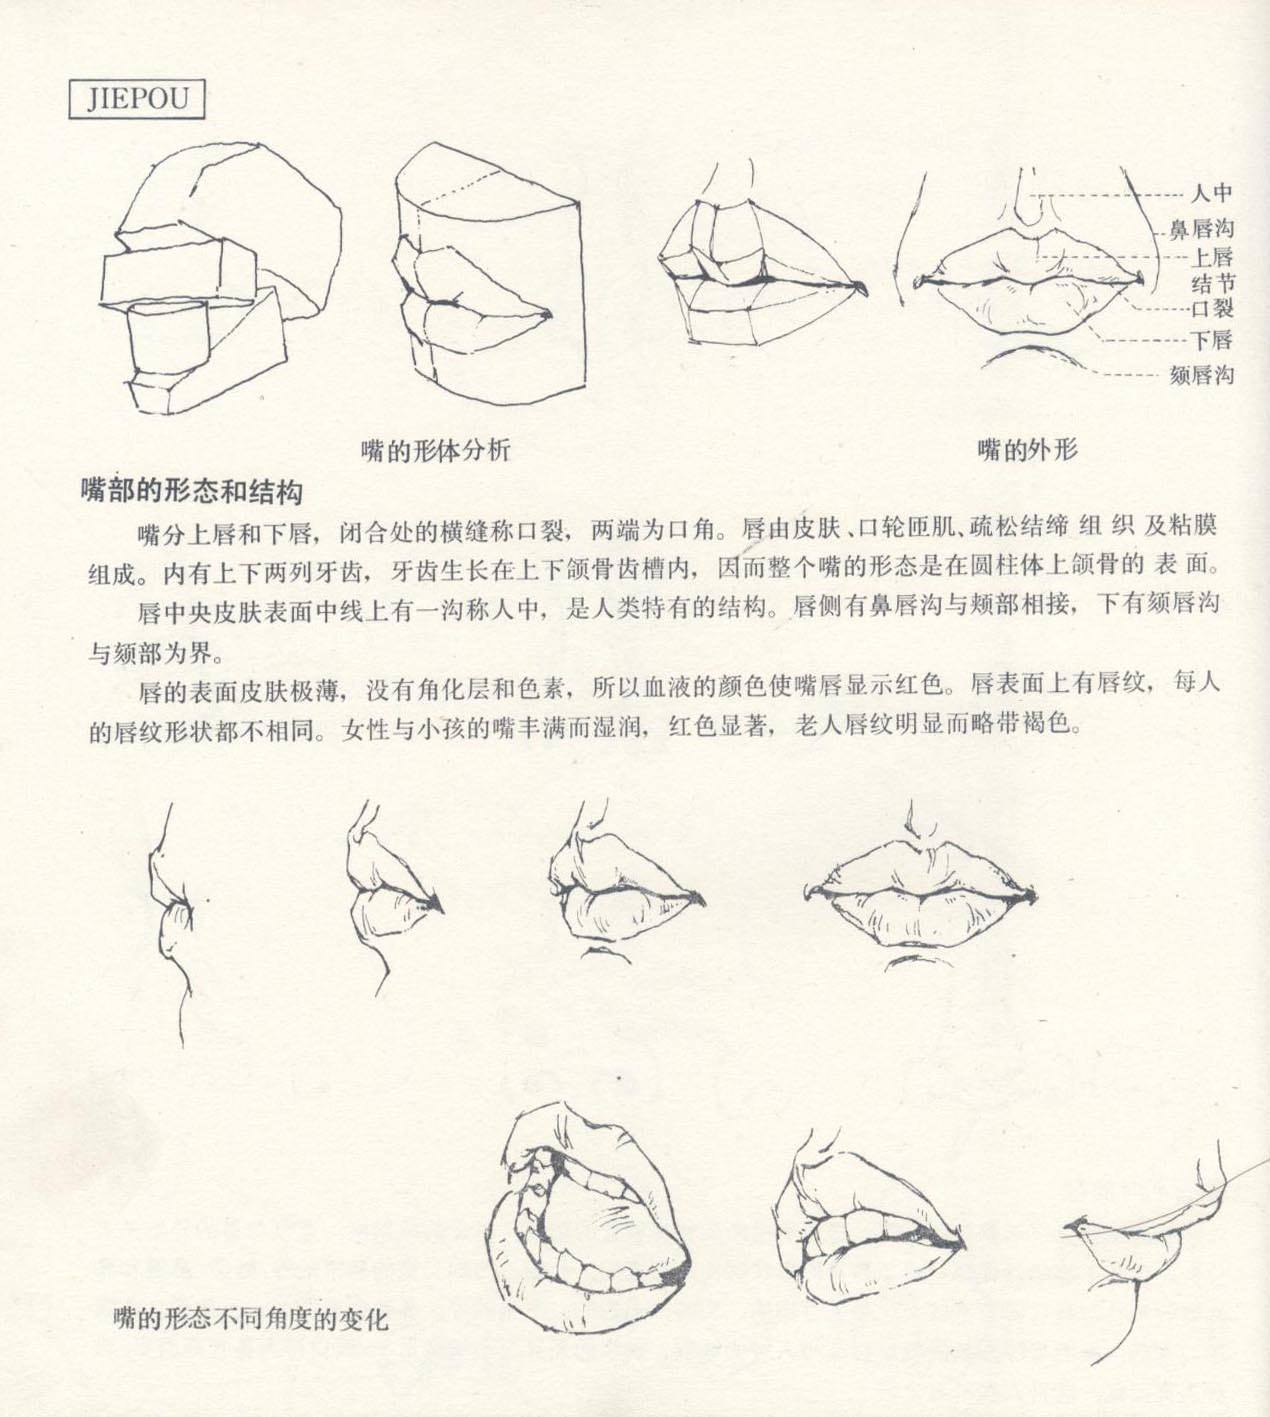 JIEPOU
人中
鼻唇沟
上唇
结节
口裂
下唇
颏唇沟
嘴的形体分析
嘴的外形
嘴部的形态和结构
嘴分上唇和下唇，闭合处的横缝称口裂，两端为口角。唇由皮肤、口轮匝肌、疏松结缔组织及粘膜
组成。内有上下两列牙齿，牙齿生长在上下颌骨齿槽内，因而整个嘴的形态是在圆柱体上颌骨的表面。
唇中央皮肤表面中线上有一沟称人中，是人类特有的结构。唇侧有鼻唇沟与颊部相接，下有颏唇沟
与颏部为界。
唇的表面皮肤极薄，没有角化层和色素，所以血液的颜色使嘴唇显示红色。唇表面上有唇纹，每人
的唇纹形状都不相同。女性与小孩的嘴丰满而湿润，红色显著，老人唇纹明显而略带褐色。
嘴的形态不同角度的变化